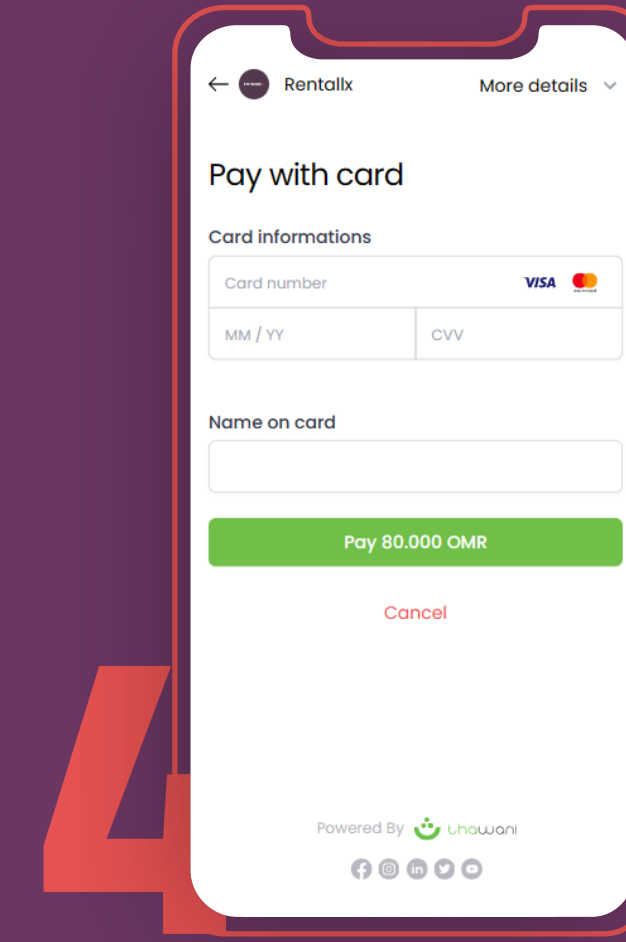 Rentallx
More details
Pay with card
Card informations
Card number
VISA
MM / YY
CVV
Name on card
Pay 80.000 OMR
Cancel
Powered By thawani
4